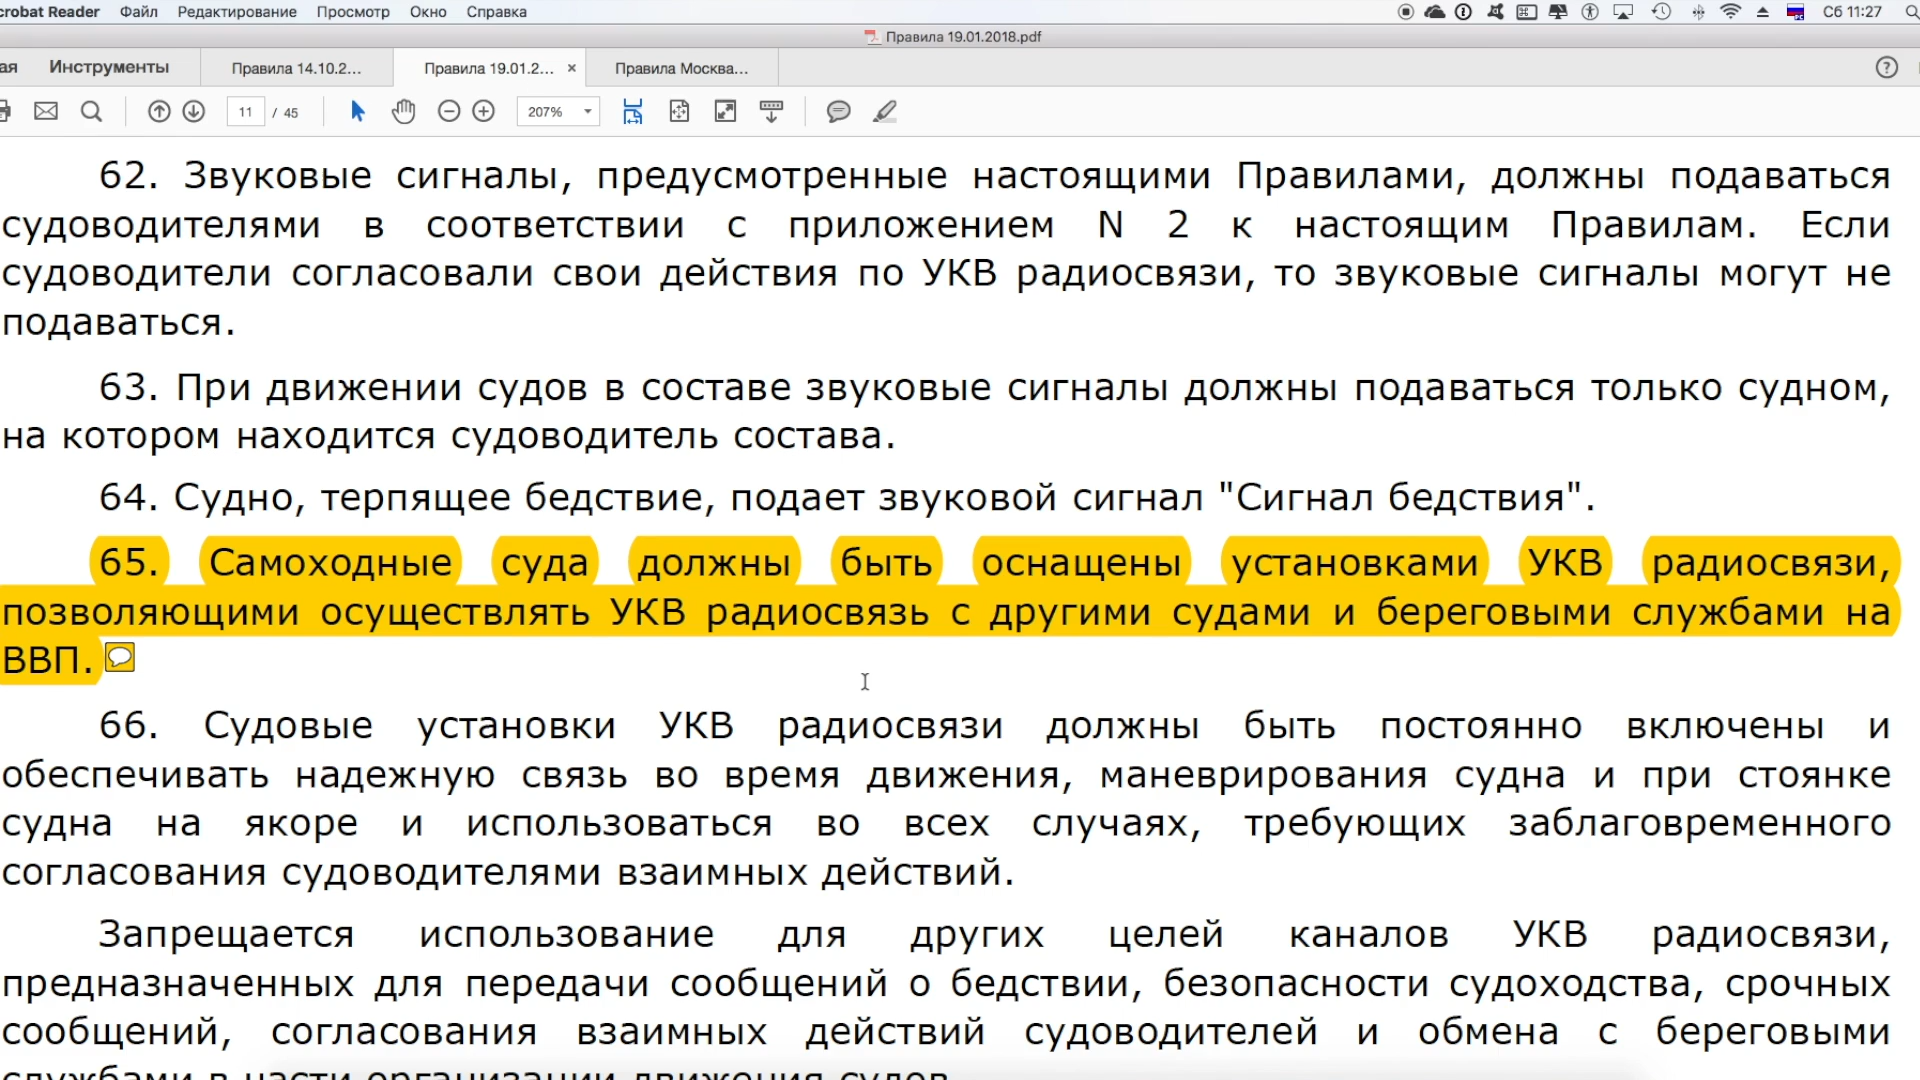 crobat Reader Файл Редактирование Просмотр Окно Справка Сб 11:27
Правила 19.01.2018.pdf
ая Инструменты Правила 14.10.2... Правила 19.01.2... × Правила Москва...
11 / 45 207%
62. Звуковые сигналы, предусмотренные настоящими Правилами, должны подаваться
судоводителями в соответствии с приложением N 2 к настоящим Правилам. Если
судоводители согласовали свои действия по УКВ радиосвязи, то звуковые сигналы могут не
подаваться.
63. При движении судов в составе звуковые сигналы должны подаваться только судном,
на котором находится судоводитель состава.
64. Судно, терпящее бедствие, подает звуковой сигнал "Сигнал бедствия".
65. Самоходные суда должны быть оснащены установками УКВ радиосвязи,
позволяющими осуществлять УКВ радиосвязь с другими судами и береговыми службами на
ВВП.
66. Судовые установки УКВ радиосвязи должны быть постоянно включены и
обеспечивать надежную связь во время движения, маневрирования судна и при стоянке
судна на якоре и использоваться во всех случаях, требующих заблаговременного
согласования судоводителями взаимных действий.
Запрещается использование для других целей каналов УКВ радиосвязи,
предназначенных для передачи сообщений о бедствии, безопасности судоходства, срочных
сообщений, согласования взаимных действий судоводителей и обмена с береговыми
службами в части организации движения судов.